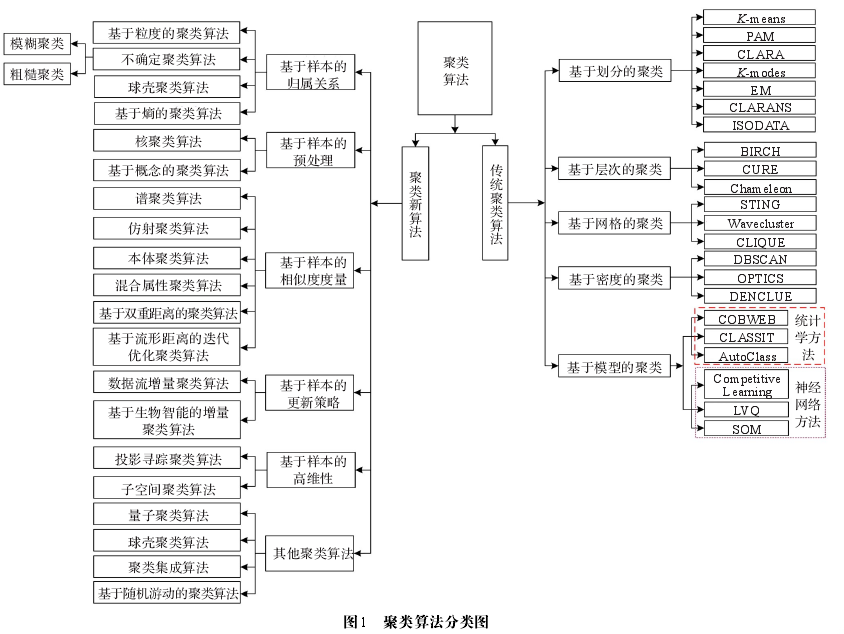 聚类
算法
聚类新算法
传统聚类算法
基于样本的
归属关系
基于粒度的聚类算法
不确定聚类算法
模糊聚类
粗糙聚类
球壳聚类算法
基于熵的聚类算法
基于样本的
预处理
核聚类算法
基于概念的聚类算法
基于样本的
相似度度量
谱聚类算法
仿射聚类算法
本体聚类算法
混合属性聚类算法
基于双重距离的聚类算法
基于流形距离的迭代
优化聚类算法
基于样本的
更新策略
数据流增量聚类算法
基于生物智能的增量
聚类算法
基于样本的
高维性
投影寻踪聚类算法
子空间聚类算法
其他聚类算法
量子聚类算法
球壳聚类算法
聚类集成算法
基于随机游动的聚类算法
基于划分的聚类
K-means
PAM
CLARA
K-modes
EM
CLARANS
ISODATA
基于层次的聚类
BIRCH
CURE
Chameleon
基于网格的聚类
STING
Wavecluster
CLIQUE
基于密度的聚类
DBSCAN
OPTICS
DENCLUE
基于模型的聚类
COBWEB
CLASSIT
AutoClass
统计
学方
法
Competitive
Learning
LVQ
SOM
神经
网络
方法
图1 聚类算法分类图